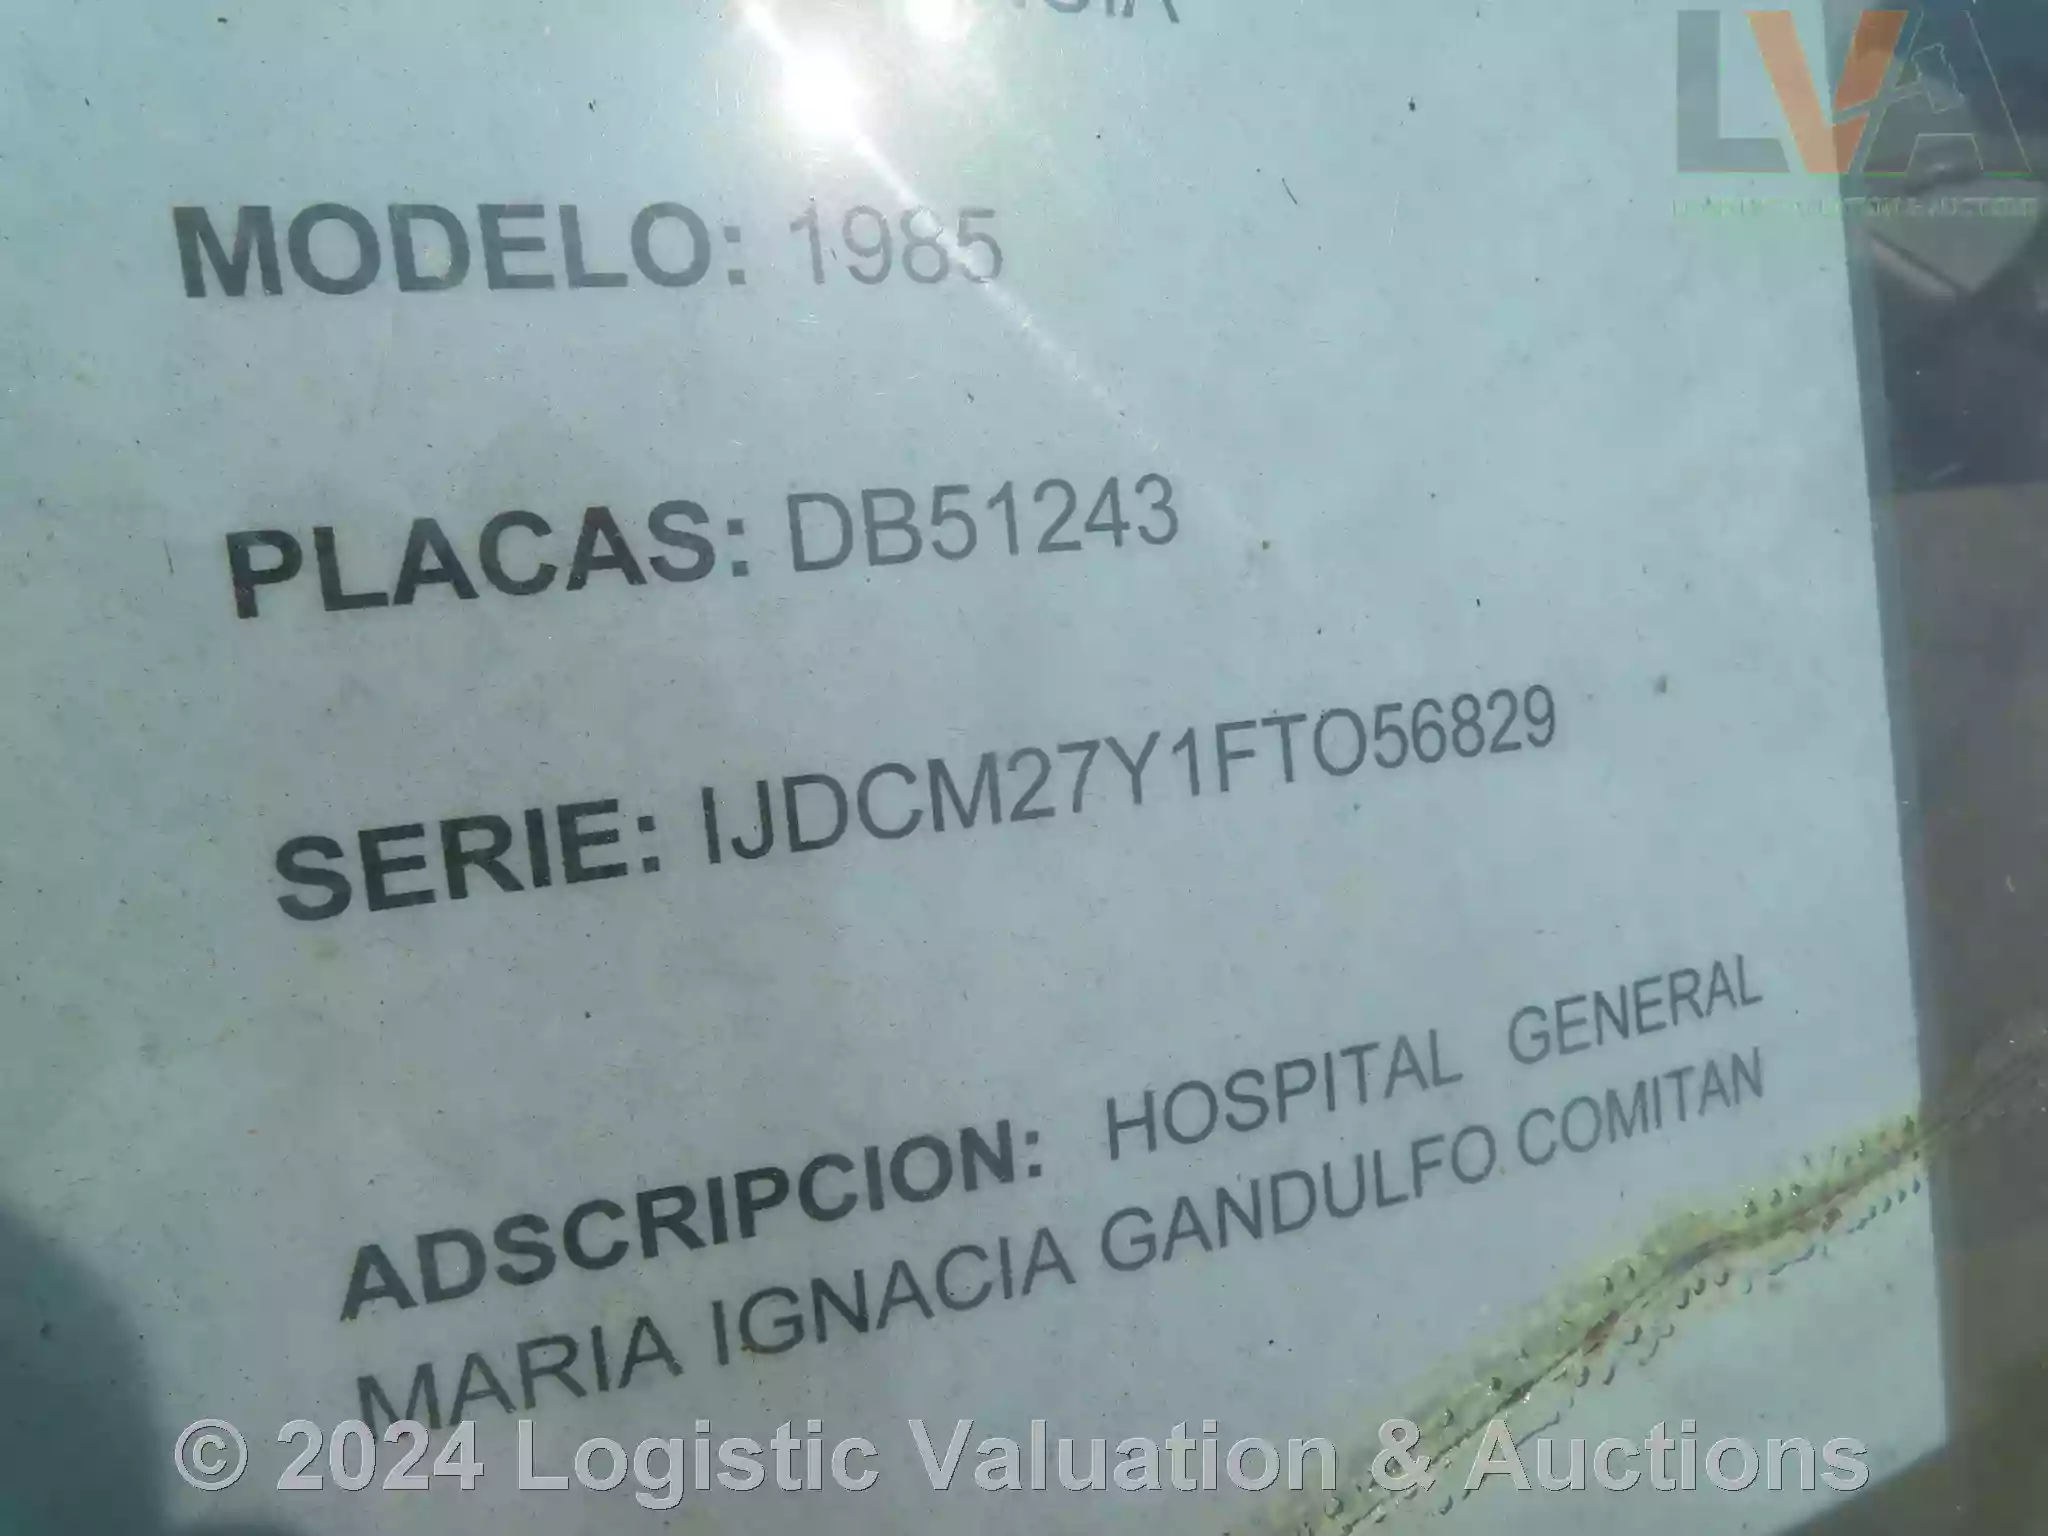 LVA
MODELO: 1985
PLACAS: DB51243
SERIE: IJDCM27Y1FTO56829
ADSCRIPCION: HOSPITAL GENERAL
MARIA IGNACIA GANDULFO COMITAN
© 2024 Logistic Valuation & Auctions